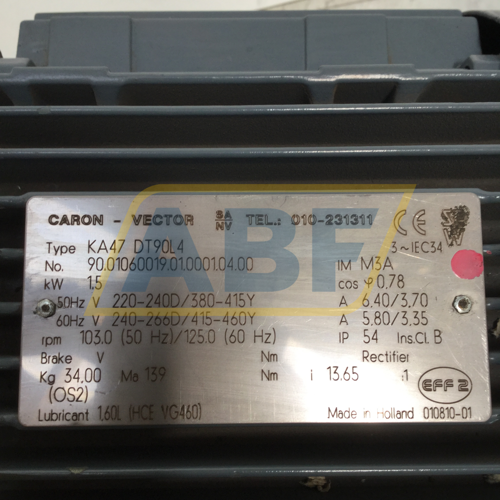 CARON - VECTOR SA/NV TEL.: 010-231311 CE
Type KA47 DT90L4 3~IEC34
No. 90.01060019.01.0001.04.00 IM M3A
kW 1.5 cos φ 0.78
50Hz V 220-240D/380-415Y A 6.40/3.70
60Hz V 240-266D/415-460Y A 5.80/3.35
rpm 103.0 (50 Hz)/125.0 (60 Hz) IP 54 Ins.Cl. B
Brake V Nm Rectifier
Kg 34.00 Ma 139 Nm i 13.65 :1
(OS2) EFF 2
Lubricant 1.60L (HCE VG460) Made in Holland 010810-01
ABF